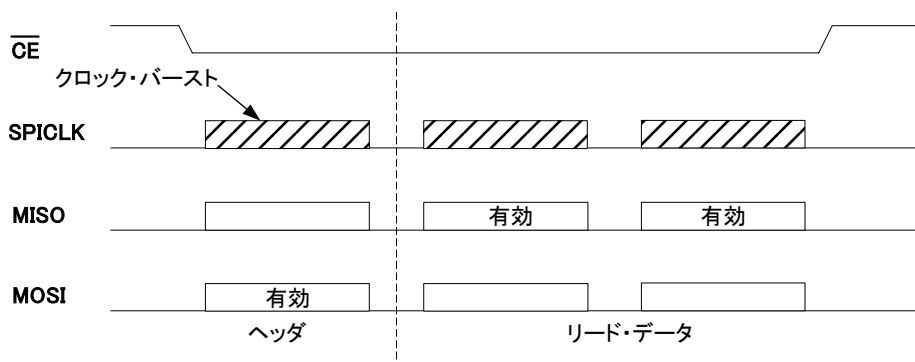 CE
クロック・バースト
SPICLK
MISO
有効
有効
MOSI
有効
ヘッダ
リード・データ